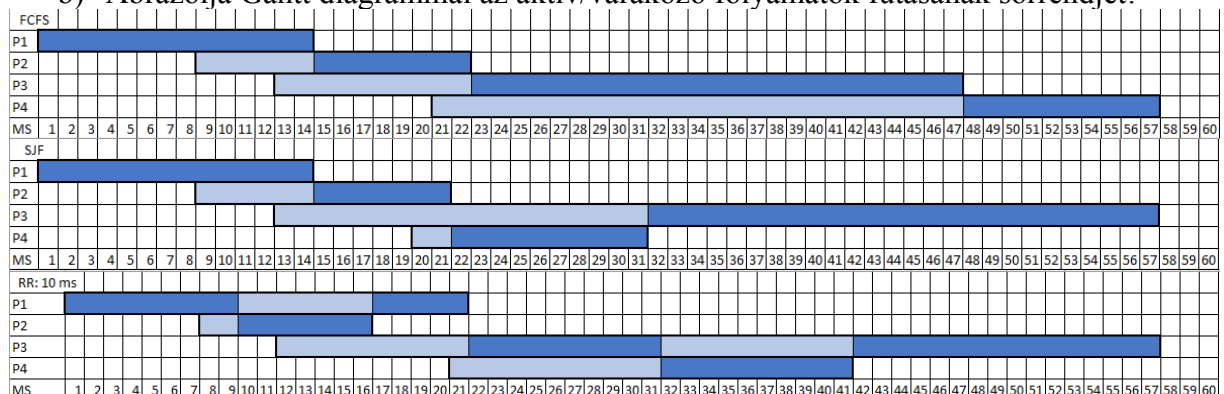 b) Ábrázolja Gantt diagrammal az aktív/várakozó folyamatok futásának sorrendjét!
FCFS
P1
P2
P3
P4
MS 1 2 3 4 5 6 7 8 9 10 11 12 13 14 15 16 17 18 19 20 21 22 23 24 25 26 27 28 29 30 31 32 33 34 35 36 37 38 39 40 41 42 43 44 45 46 47 48 49 50 51 52 53 54 55 56 57 58 59 60
SJF
P1
P2
P3
P4
MS 1 2 3 4 5 6 7 8 9 10 11 12 13 14 15 16 17 18 19 20 21 22 23 24 25 26 27 28 29 30 31 32 33 34 35 36 37 38 39 40 41 42 43 44 45 46 47 48 49 50 51 52 53 54 55 56 57 58 59 60
RR: 10 ms
P1
P2
P3
P4
MS 1 2 3 4 5 6 7 8 9 10 11 12 13 14 15 16 17 18 19 20 21 22 23 24 25 26 27 28 29 30 31 32 33 34 35 36 37 38 39 40 41 42 43 44 45 46 47 48 49 50 51 52 53 54 55 56 57 58 59 60